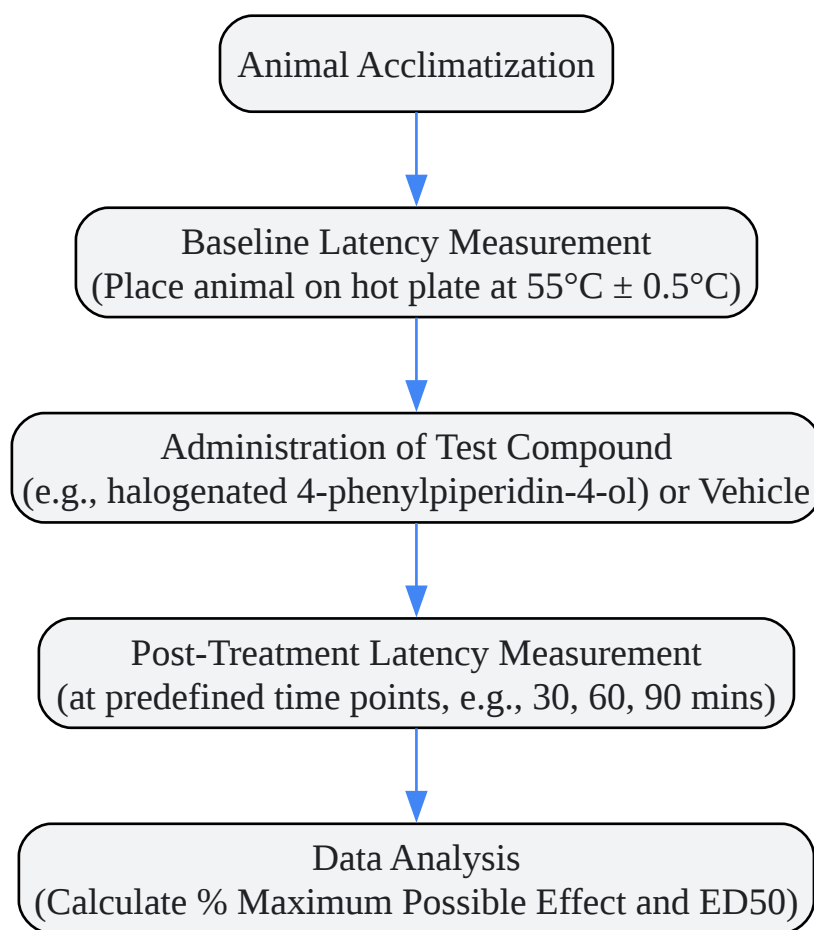 Animal Acclimatization
Baseline Latency Measurement
(Place animal on hot plate at 55°C ± 0.5°C)
Administration of Test Compound
(e.g., halogenated 4-phenylpiperidin-4-ol) or Vehicle
Post-Treatment Latency Measurement
(at predefined time points, e.g., 30, 60, 90 mins)
Data Analysis
(Calculate % Maximum Possible Effect and ED50)